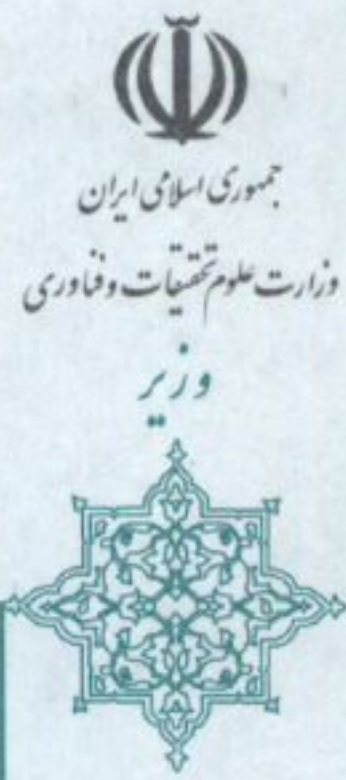 جمهوری اسلامی ایران
وزارت علوم تحقیقات و فناوری
وزیر